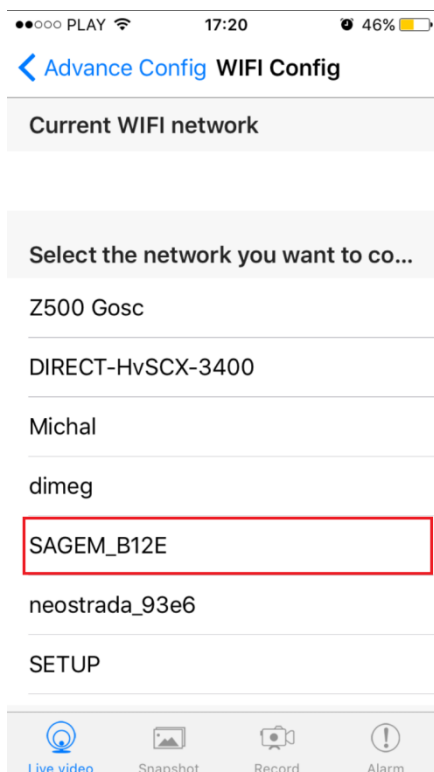 PLAY 17:20 46%
Advance Config WIFI Config
Current WIFI network
Select the network you want to co...
Z500 Gosc
DIRECT-HvSCX-3400
Michal
dimeg
SAGEM_B12E
neostrada_93e6
SETUP
Live video Snapshot Record Alarm